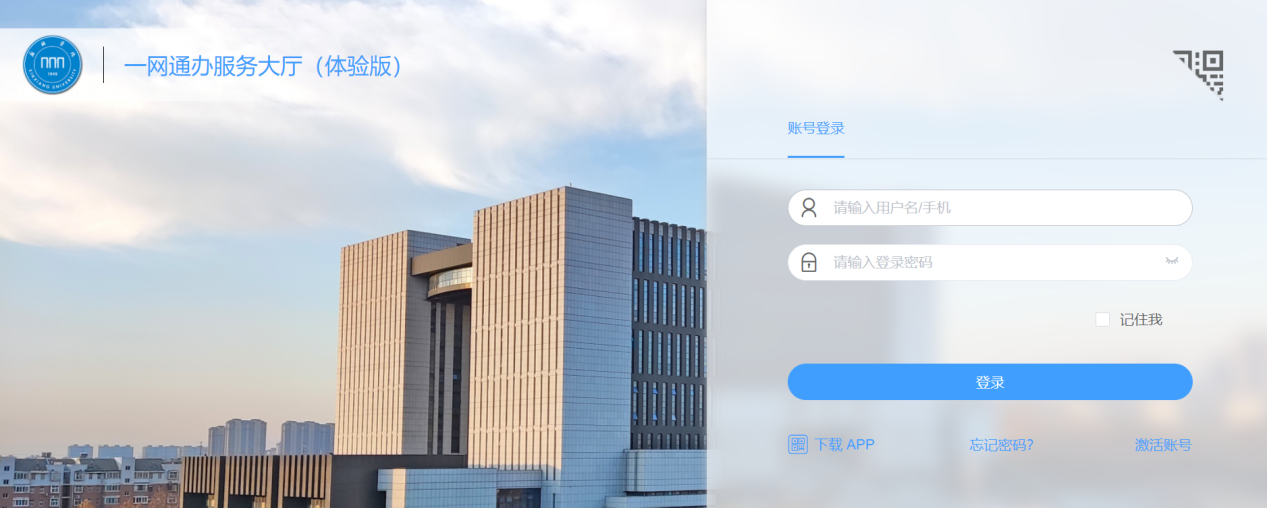 一网通办服务大厅（体验版）
账号登录
请输入用户名/手机
请输入登录密码
记住我
登录
下载 APP
忘记密码?
激活账号